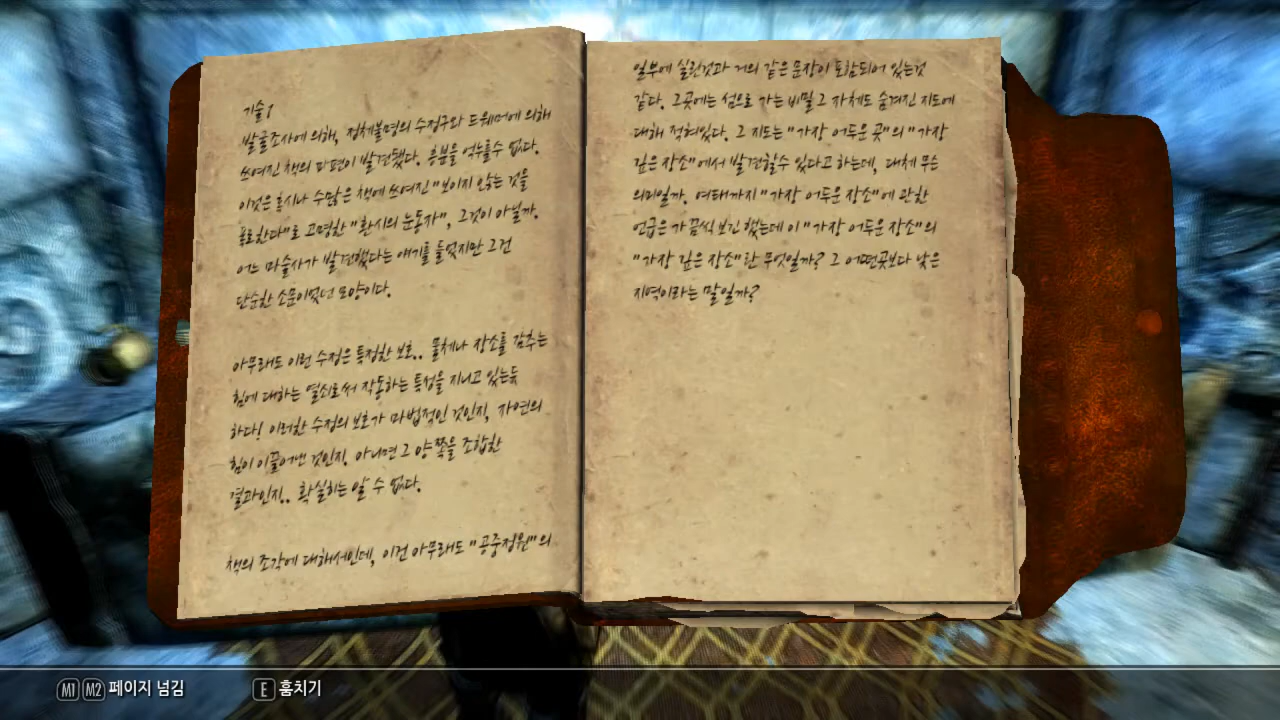 기술1
발굴조사에 의해, 정체불명의 수정구와 드웨머에 의해
쓰여진 책의 파편이 발견됐다. 흥분을 억누를수 없다.
이것은 혹시나 수많은 책에 쓰여진 "보이지 않는 것을
폭로한다"로 고명한 "환시의 눈동자", 그것이 아닐까.
어느 마술사가 발견했다는 얘기를 들었지만 그건
단순한 소문이었던 모양이다.
아무래도 이런 수정은 특정한 보호.. 물체나 장소를 감추는
힘에 대하는 열쇠로써 작동하는 특성을 지니고 있는듯
하다! 이러한 수정의 보호가 마법적인 것인지, 자연의
힘이 이끌어낸 것인지. 아니면 그 양쪽을 조합한
결과인지.. 확실히는 알 수 없다.
책의 조각에 대해서인데, 이건 아무래도 "공중정원"의
일부에 실린것과 거의 같은 문장이 포함되어 있는것
같다. 그곳에는 섬으로 가는 비밀 그 자체도 숨겨진 지도에
대해 적혀있다. 그 지도는 "가장 어두운 곳"의 "가장
깊은 장소"에서 발견할수 있다고 하는데, 대체 무슨
의미일까. 여태까지 "가장 어두운 장소"에 관한
언급은 가끔씩 보긴 했는데 이 "가장 어두운 장소"의
"가장 깊은 장소"란 무엇일까? 그 어떤곳보다 낮은
지역이라는 말일까?
M1 M2 페이지 넘김 E 훔치기